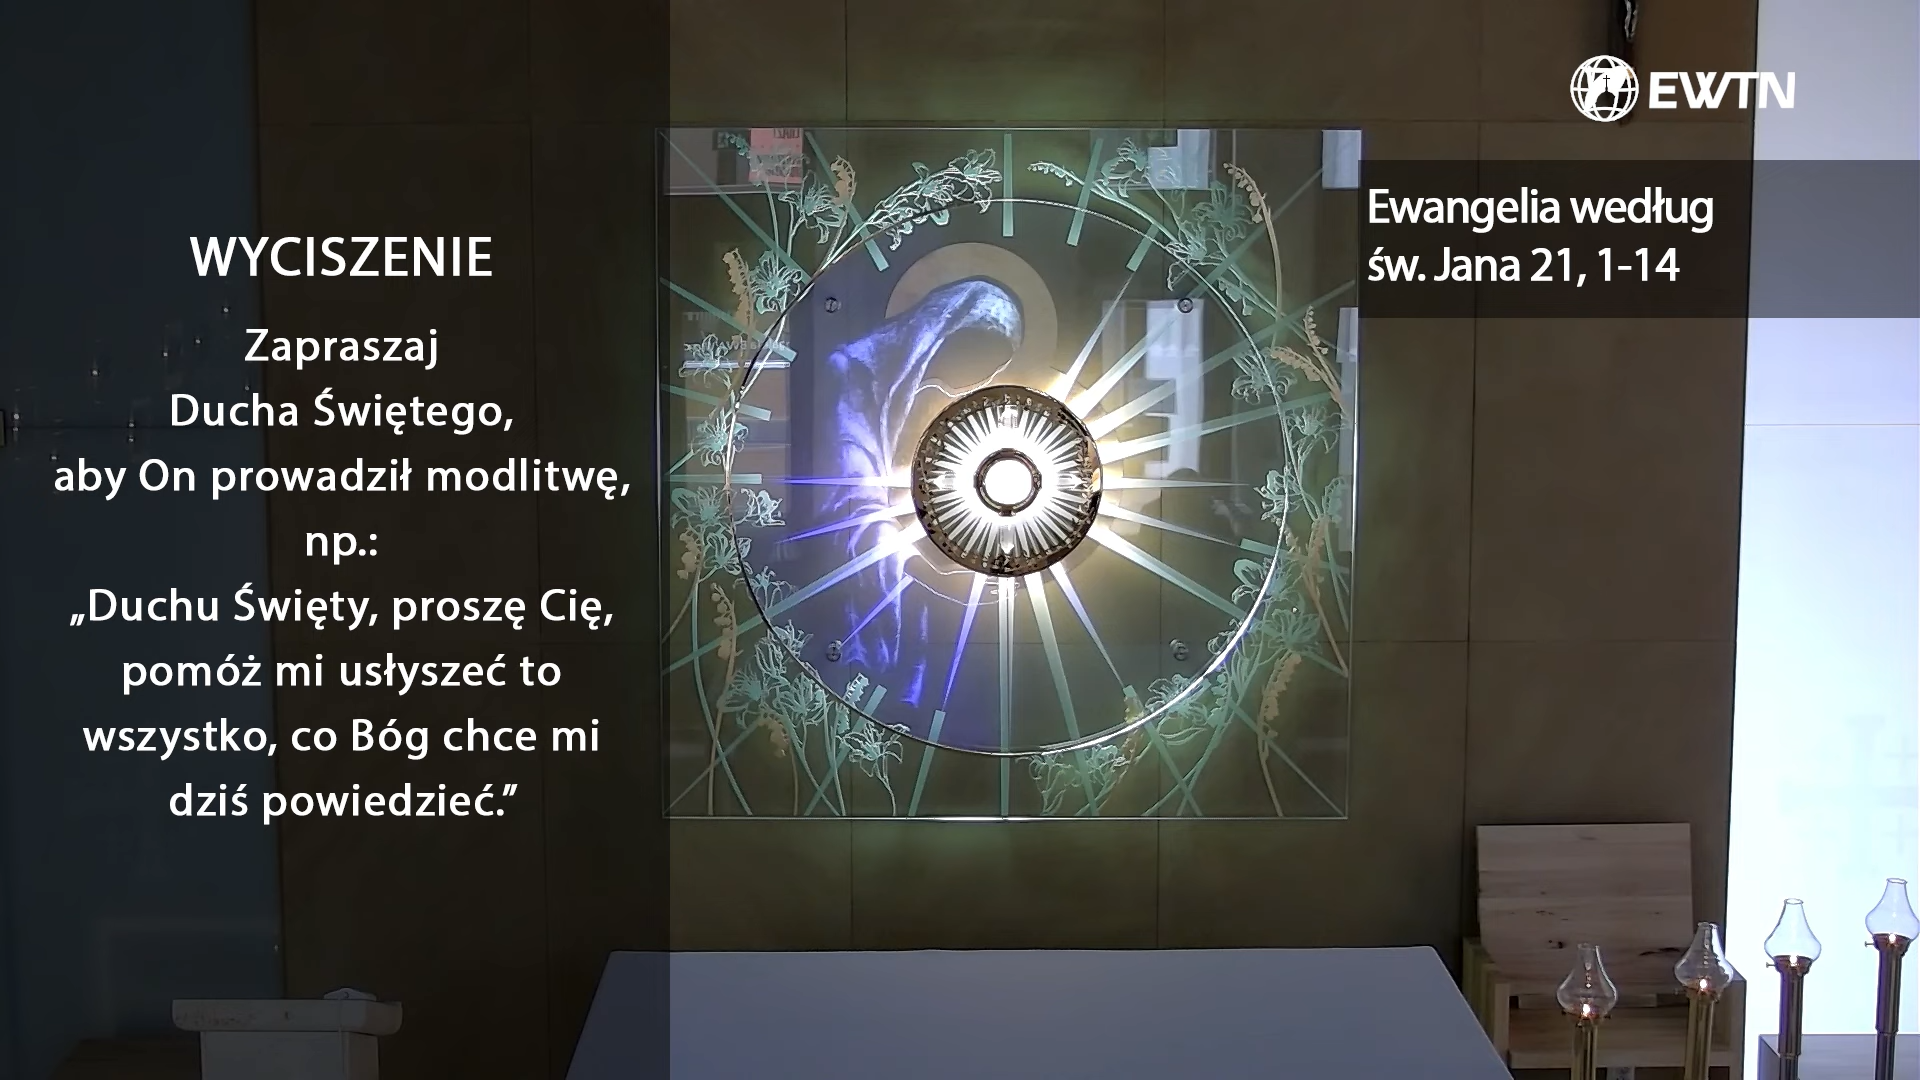 WYCISZENIE
Zapraszaj
Ducha Świętego,
aby On prowadził modlitwę,
np.:
„Duchu Święty, proszę Cię,
pomóż mi usłyszeć to
wszystko, co Bóg chce mi
dziś powiedzieć.”
EWTN
Ewangelia według
św. Jana 21, 1-14